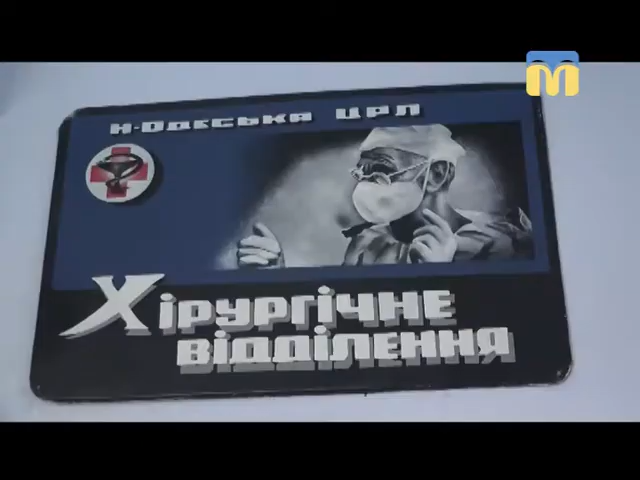 Н-Одеська ЦРЛ
Хірургічне
відділення